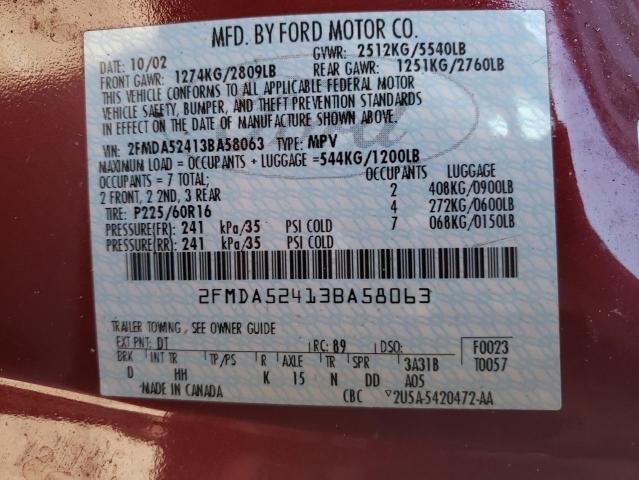 MFD. BY FORD MOTOR CO.
DATE: 10/02 GVWR: 2512KG/5540LB
FRONT GAWR: 1274KG/2809LB REAR GAWR: 1251KG/2760LB
THIS VEHICLE CONFORMS TO ALL APPLICABLE FEDERAL MOTOR
VEHICLE SAFETY, BUMPER, AND THEFT PREVENTION STANDARDS
IN EFFECT ON THE DATE OF MANUFACTURE SHOWN ABOVE.
VIN: 2FMDA52413BA58063 TYPE: MPV
MAXIMUM LOAD = OCCUPANTS + LUGGAGE =544KG/1200LB
OCCUPANTS = 7 TOTAL: OCCUPANTS LUGGAGE
2 FRONT, 2 2ND, 3 REAR 2 408KG/0900LB
TIRE: P225/60R16 4 272KG/0600LB
PRESSURE(FR): 241 kPa/35 PSI COLD 7 068KG/0150LB
PRESSURE(RR): 241 kPa/35 PSI COLD
2FMDA52413BA58063
TRAILER TOWING, SEE OWNER GUIDE
EXT PNT: DT RC: 89 DSO: F0023
BRK INT TR TP/PS R AXLE TR SPR 3A31B T0057
D HH K 15 N DD A05
MADE IN CANADA CBC 2U5A-5420472-AA